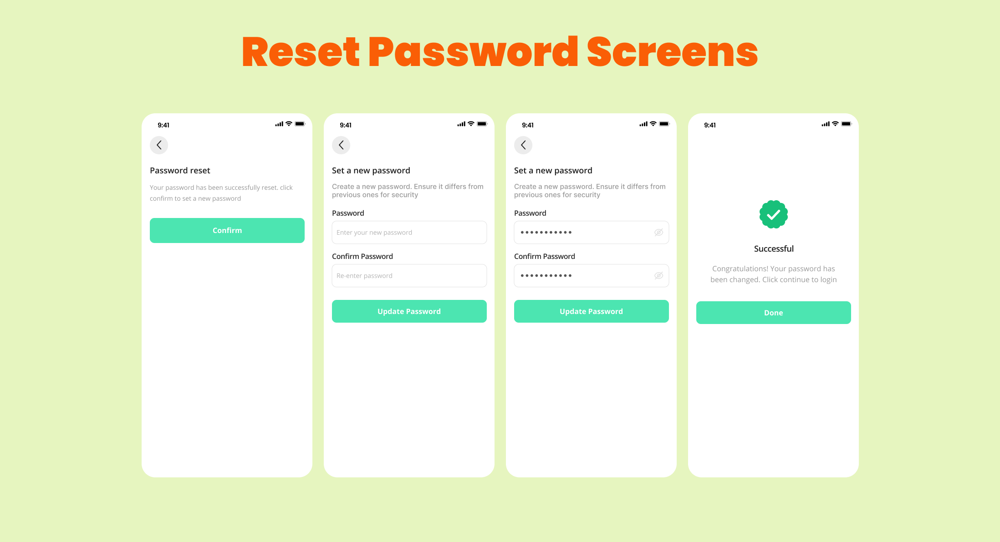 Reset Password Screens
9:41
Password reset
Your password has been successfully reset. click
confirm to set a new password
Confirm
9:41
Set a new password
Create a new password. Ensure it differs from
previous ones for security
Password
Enter your new password
Confirm Password
Re-enter password
Update Password
9:41
Set a new password
Create a new password. Ensure it differs from
previous ones for security
Password
•••••••••••
Confirm Password
•••••••••••
Update Password
9:41
Successful
Congratulations! Your password has
been changed. Click continue to login
Done